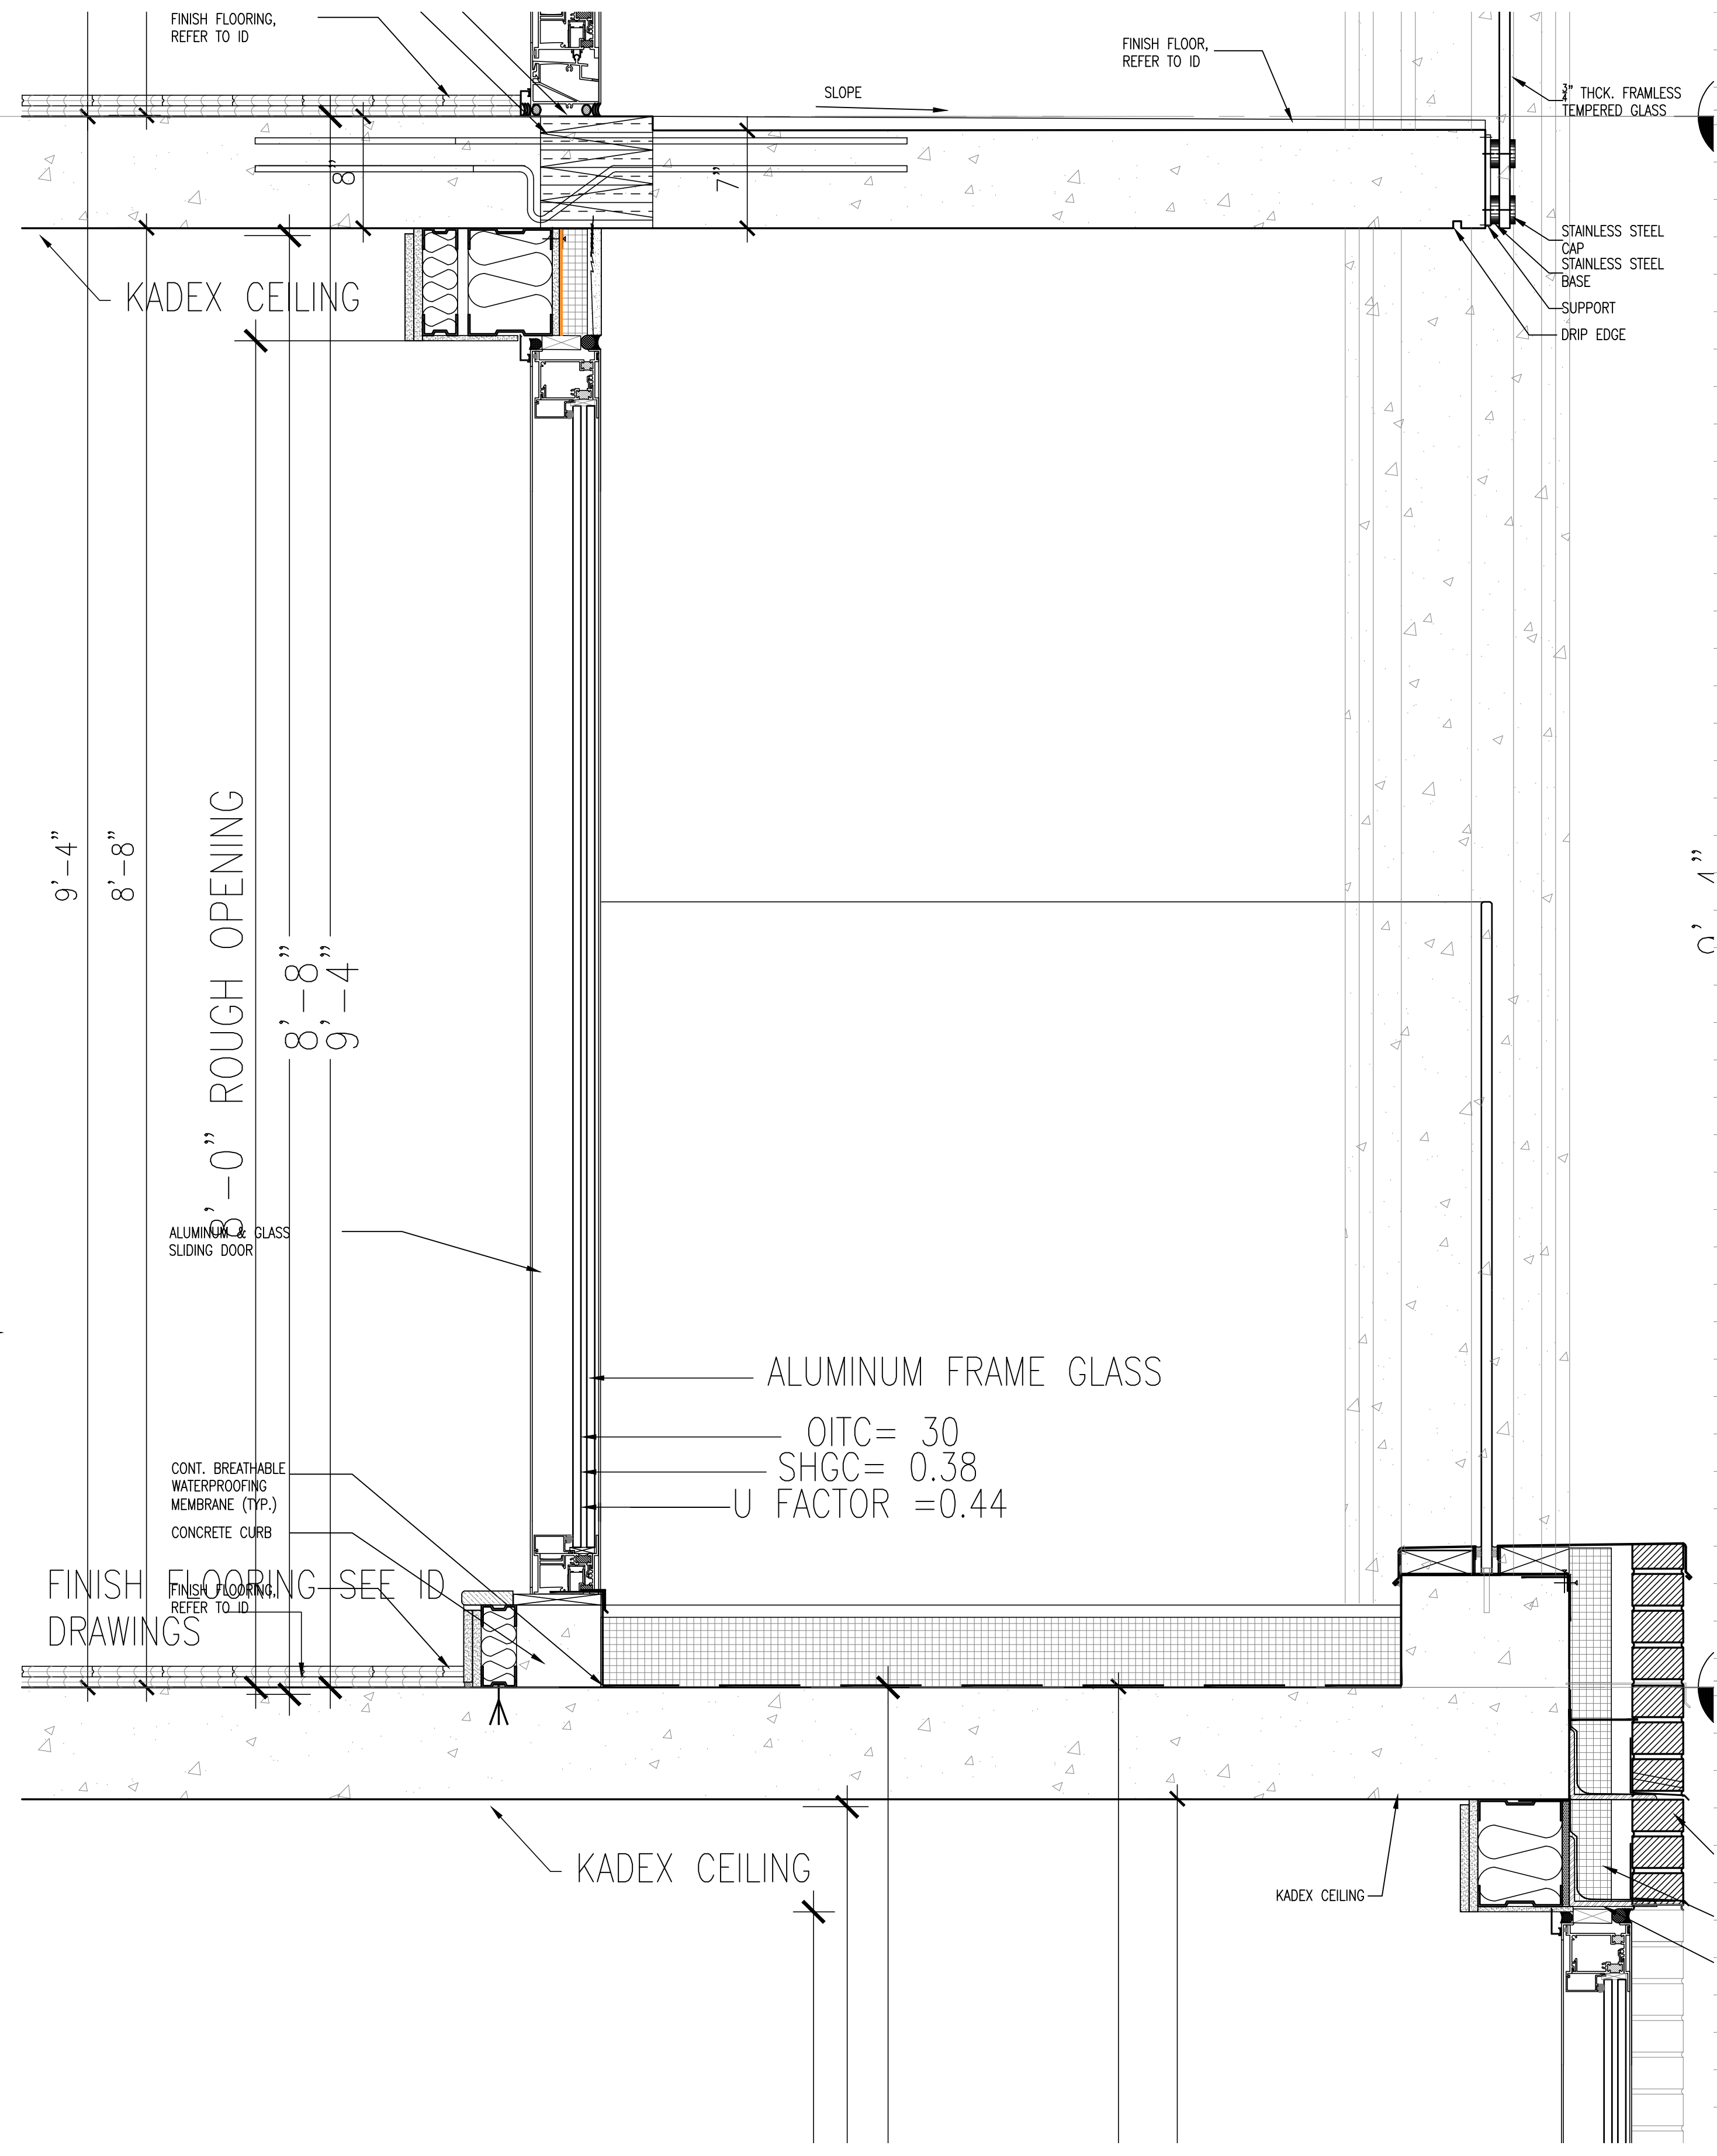 FINISH FLOORING,
REFER TO ID
FINISH FLOOR,
REFER TO ID
SLOPE
3/4" THCK. FRAMLESS
TEMPERED GLASS
8"
7"
STAINLESS STEEL
CAP
STAINLESS STEEL
BASE
SUPPORT
DRIP EDGE
KADEX CEILING
9'-4"
8'-8"
8'-0" ROUGH OPENING
8'-8"
9'-4"
ALUMINUM & GLASS
SLIDING DOOR
ALUMINUM FRAME GLASS
OITC= 30
SHGC= 0.38
U FACTOR =0.44
CONT. BREATHABLE
WATERPROOFING
MEMBRANE (TYP.)
CONCRETE CURB
FINISH FLOORING SEE ID
DRAWINGS
FINISH FLOORING,
REFER TO ID
KADEX CEILING
KADEX CEILING